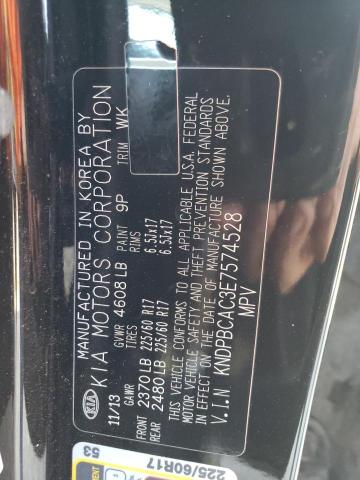 MANUFACTURED IN KOREA BY
KIA KIA MOTORS CORPORATION
11/13 GVWR 4608 LB PAINT 9P TRIM WK
GAWR TIRES RIMS
FRONT 2370 LB 225/60 R17 6.5Jx17
REAR 2480 LB 225/60 R17 6.5Jx17
THIS VEHICLE CONFORMS TO ALL APPLICABLE U.S.A. FEDERAL
MOTOR VEHICLE SAFETY AND THEFT PREVENTION STANDARDS
IN EFFECT ON THE DATE OF MANUFACTURE SHOWN ABOVE.
V.I.N KNDPBCAC3E7574528
MPV
53
225/60R17